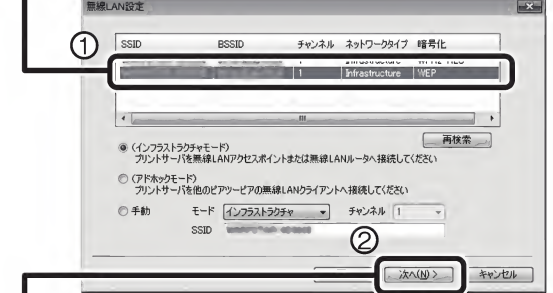 無線LAN設定
①
SSID BSSID チャンネル ネットワークタイプ 暗号化
1 Infrastructure WEP
再検索
(インフラストラクチャモード)
プリントサーバを無線LANアクセスポイントまたは無線LANルータへ接続してください
(アドホックモード)
プリントサーバを他のピアツーピアの無線LANクライアントへ接続してください
手動 モード インフラストラクチャ チャンネル 1
SSID
②
次へ(N) > キャンセル